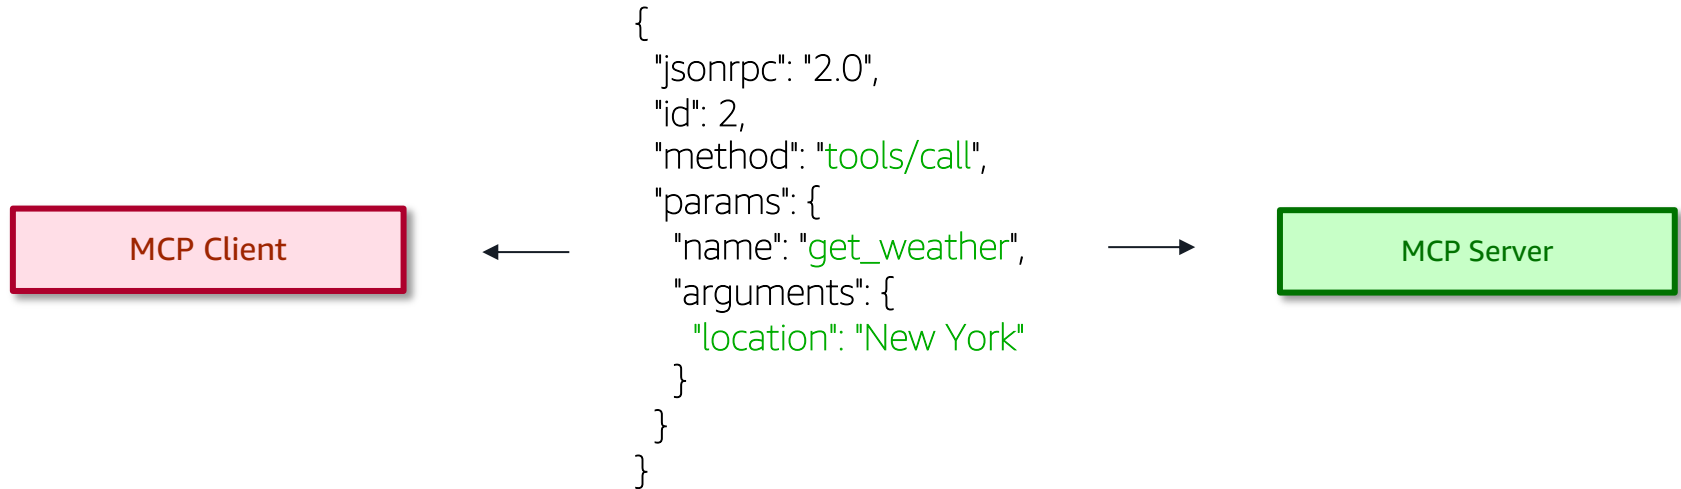 MCP Client
{
"jsonrpc": "2.0",
"id": 2,
"method": "tools/call",
"params": {
"name": "get_weather",
"arguments": {
"location": "New York"
}
}
}
MCP Server